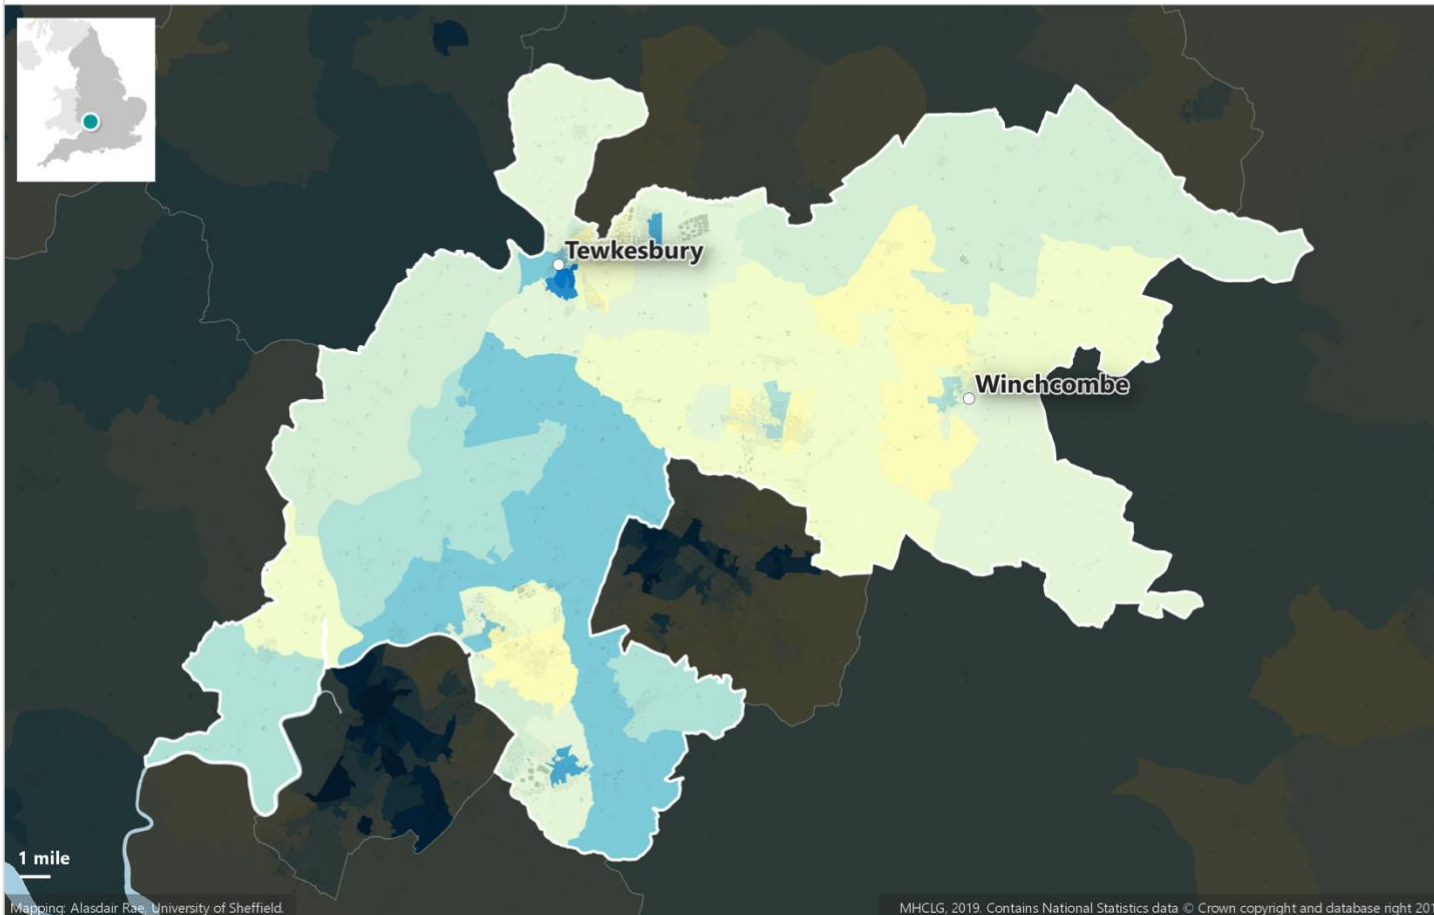 Tewkesbury
Winchcombe
1 mile
Mapping: Alasdair Rae, University of Sheffield.
MHCLG, 2019. Contains National Statistics data © Crown copyright and database right 201